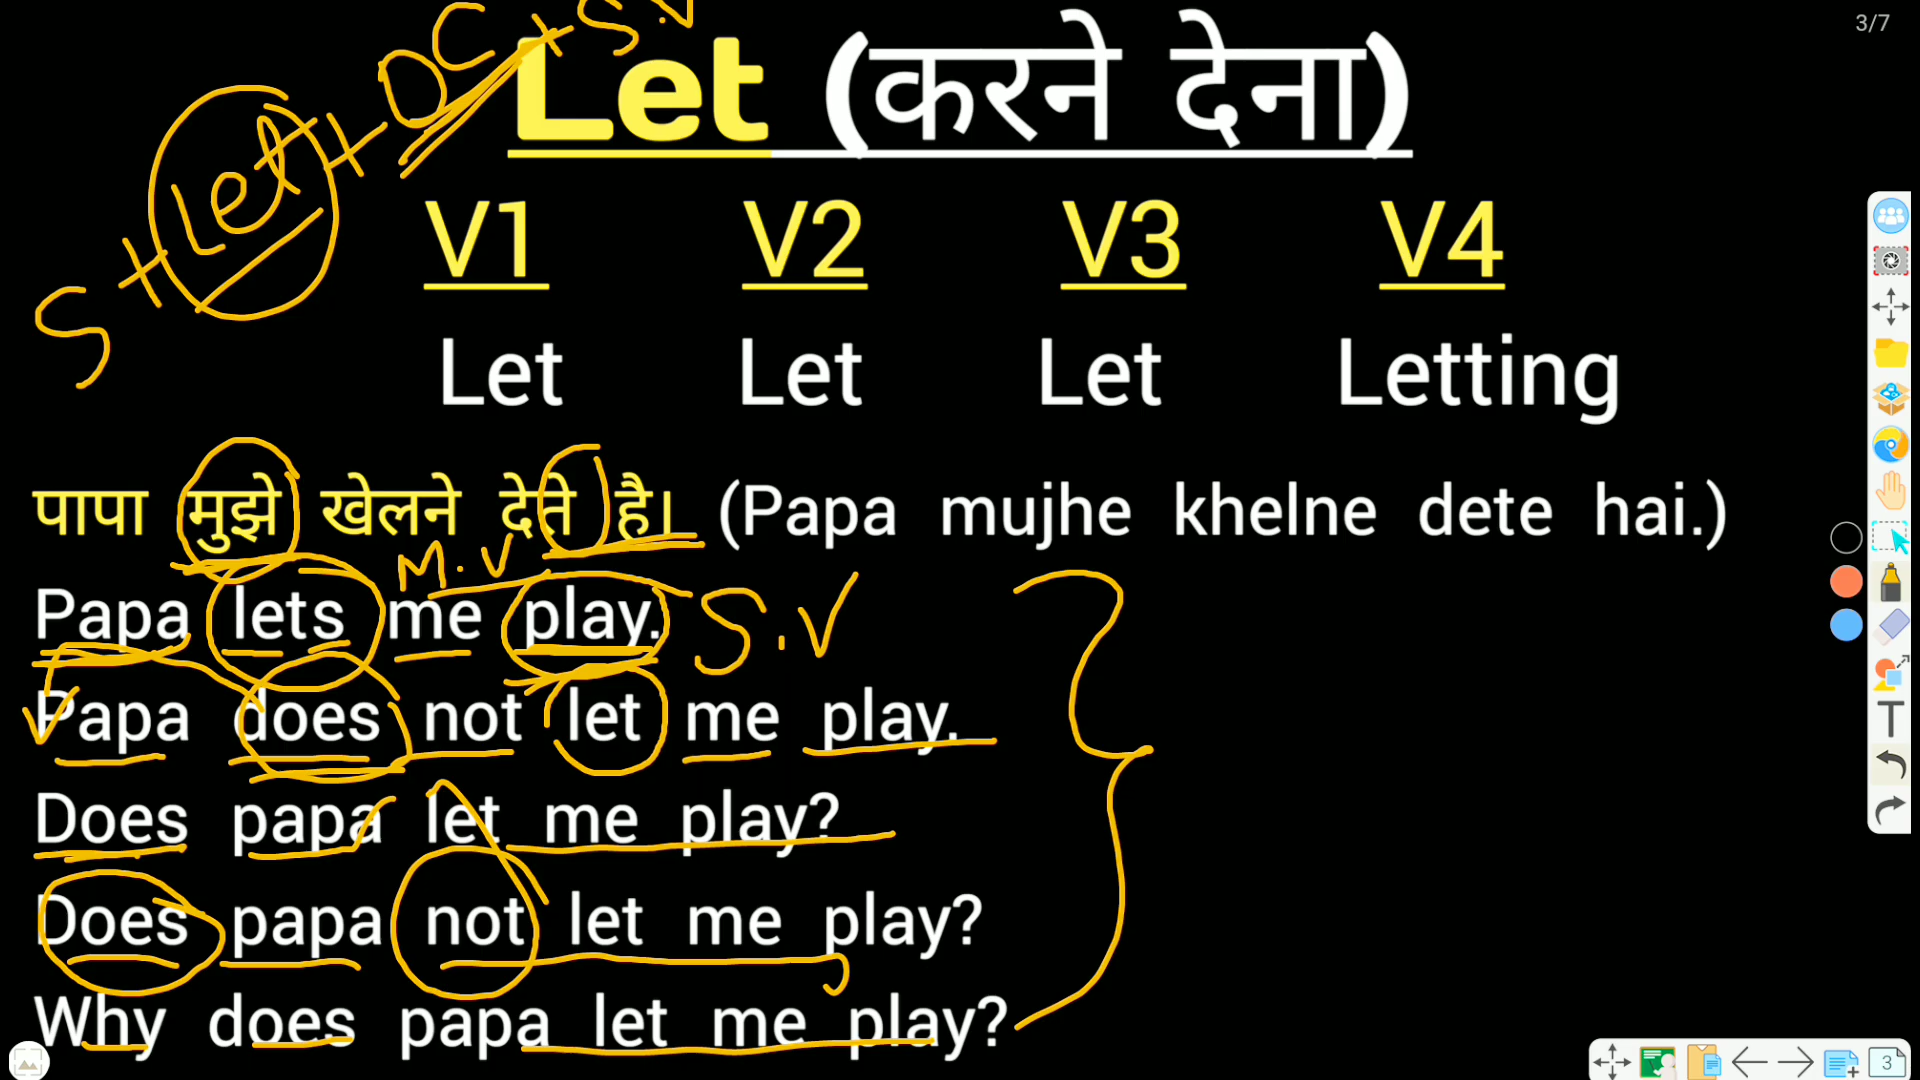 3/7
S + Let + OC + S.V
Let (करने देना)
V1 V2 V3 V4
Let Let Let Letting
पापा मुझे खेलने देते है। (Papa mujhe khelne dete hai.)
M.V
Papa lets me play. S.V
Papa does not let me play.
Does papa let me play?
Does papa not let me play?
Why does papa let me play?
T
3